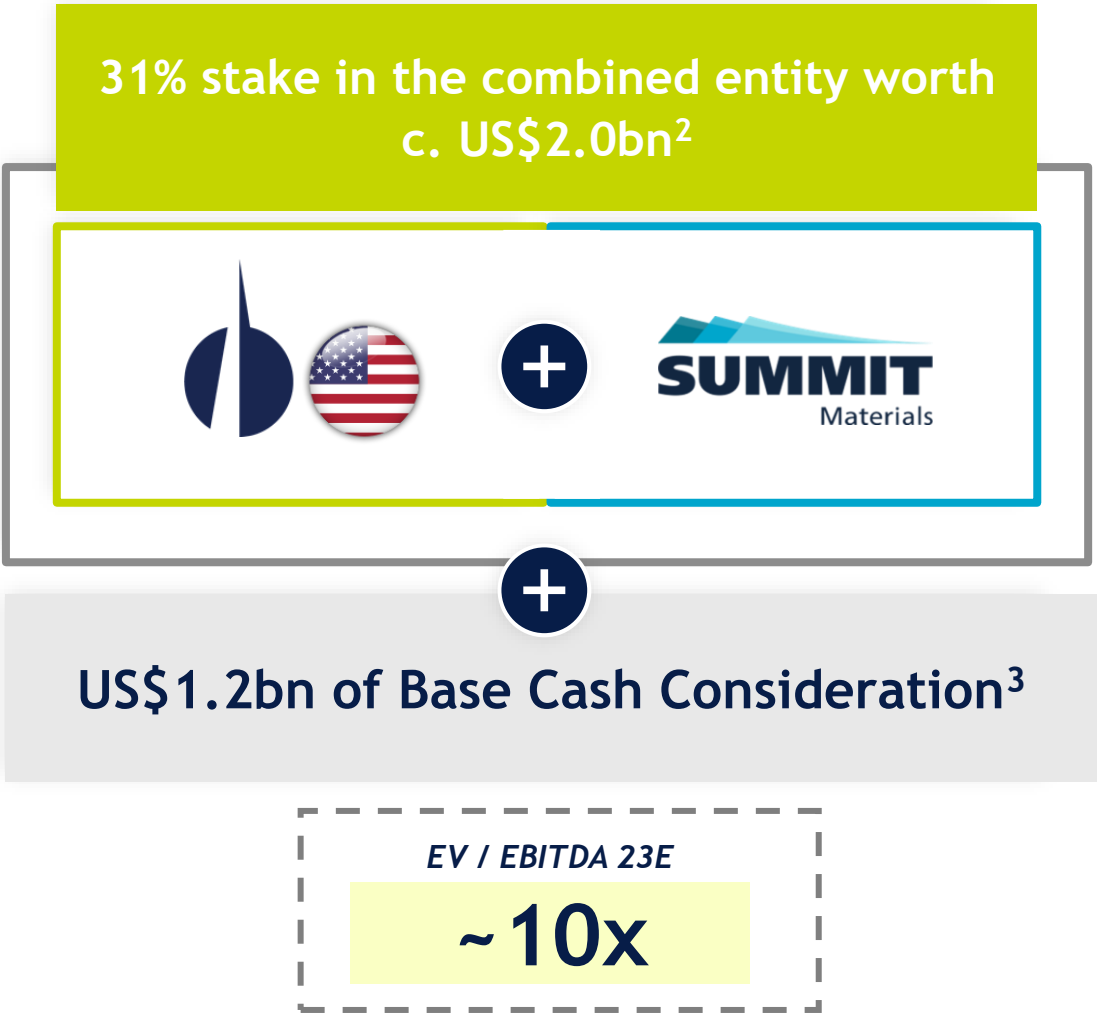 31% stake in the combined entity worth
c. US$2.0bn²
+
SUMMIT
Materials
+
US$1.2bn of Base Cash Consideration³
EV / EBITDA 23E
~10x